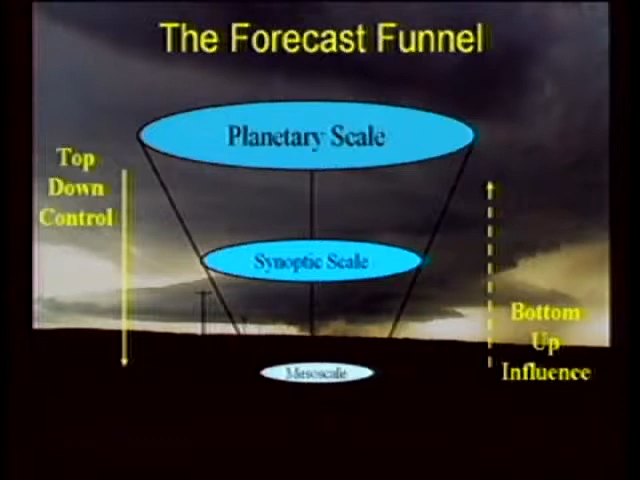 The Forecast Funnel
Planetary Scale
Top
Down
Control
Synoptic Scale
Bottom
Up
Influence
Mesoscale